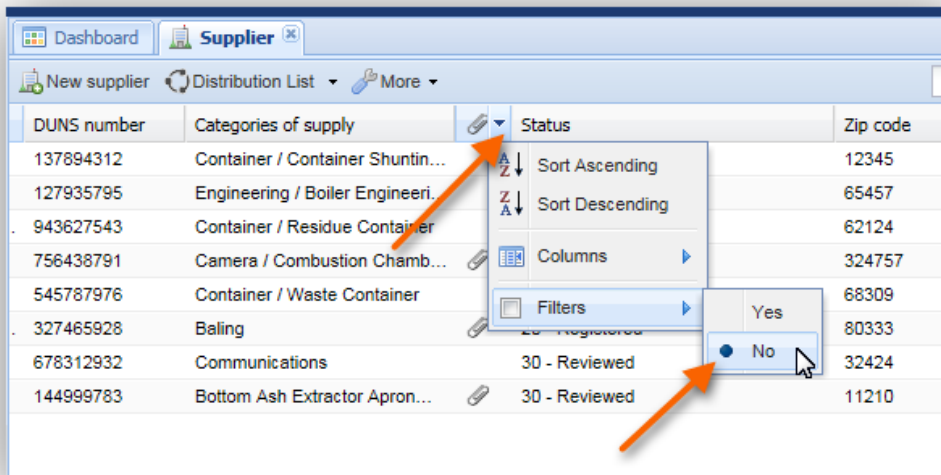 Dashboard Supplier
New supplier Distribution List More
DUNS number Categories of supply Status Zip code
137894312 Container / Container Shuntin... Sort Ascending 12345
127935795 Engineering / Boiler Engineeri... Sort Descending 65457
943627543 Container / Residue Container 62124
756438791 Camera / Combustion Chamb... Columns 324757
545787976 Container / Waste Container Filters 68309
Yes
327465928 Baling 80333
No
678312932 Communications 30 - Reviewed 32424
144999783 Bottom Ash Extractor Apron... 30 - Reviewed 11210